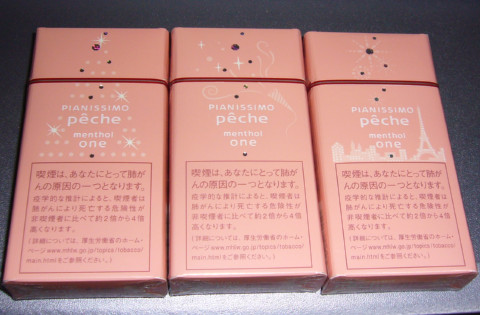 PIANISSIMO
pêche
menthol
one
喫煙は、あなたにとって肺が
んの原因の一つとなります。
疫学的な推計によると、喫煙者は
肺がんにより死亡する危険性が
非喫煙者に比べて約2倍から4倍
高くなります。
(詳細については、厚生労働省のホーム・
ページ www.mhlw.go.jp/topics/tobacco/
main.htmlをご参照ください。)
PIANISSIMO
pêche
menthol
one
喫煙は、あなたにとって肺が
んの原因の一つとなります。
疫学的な推計によると、喫煙者は
肺がんにより死亡する危険性が
非喫煙者に比べて約2倍から4倍
高くなります。
(詳細については、厚生労働省のホーム・
ページ www.mhlw.go.jp/topics/tobacco/
main.htmlをご参照ください。)
PIANISSIMO
pêche
menthol
one
喫煙は、あなたにとって肺が
んの原因の一つとなります。
疫学的な推計によると、喫煙者は
肺がんにより死亡する危険性が
非喫煙者に比べて約2倍から4倍
高くなります。
(詳細については、厚生労働省のホーム・
ページ www.mhlw.go.jp/topics/tobacco/
main.htmlをご参照ください。)